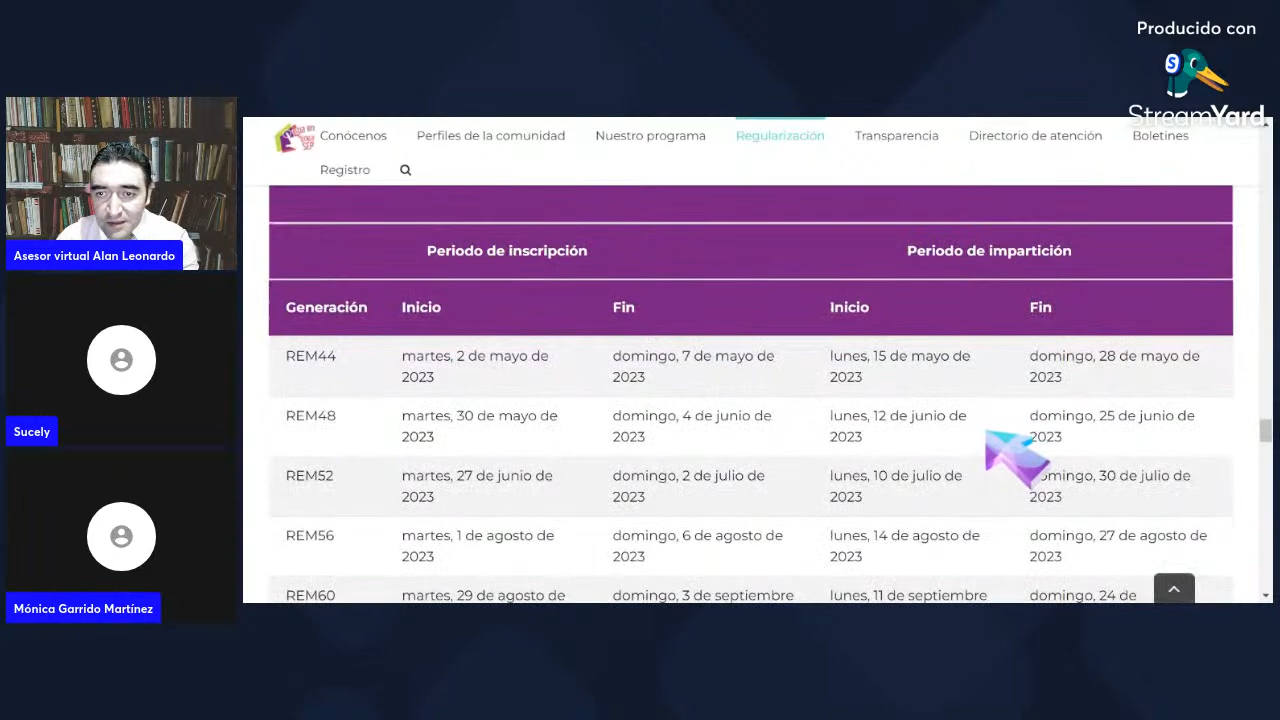 Producido con
StreamYard
Conócenos Perfiles de la comunidad Nuestro programa Regularización Transparencia Directorio de atención Boletines
Registro
Periodo de inscripción Periodo de impartición
Generación Inicio Fin Inicio Fin
REM44 martes, 2 de mayo de domingo, 7 de mayo de lunes, 15 de mayo de domingo, 28 de mayo de
2023 2023 2023 2023
REM48 martes, 30 de mayo de domingo, 4 de junio de lunes, 12 de junio de domingo, 25 de junio de
2023 2023 2023 2023
REM52 martes, 27 de junio de domingo, 2 de julio de lunes, 10 de julio de domingo, 30 de julio de
2023 2023 2023 2023
REM56 martes, 1 de agosto de domingo, 6 de agosto de lunes, 14 de agosto de domingo, 27 de agosto de
2023 2023 2023 2023
REM60 martes, 29 de agosto de domingo, 3 de septiembre lunes, 11 de septiembre domingo, 24 de
Asesor virtual Alan Leonardo
Sucely
Mónica Garrido Martínez